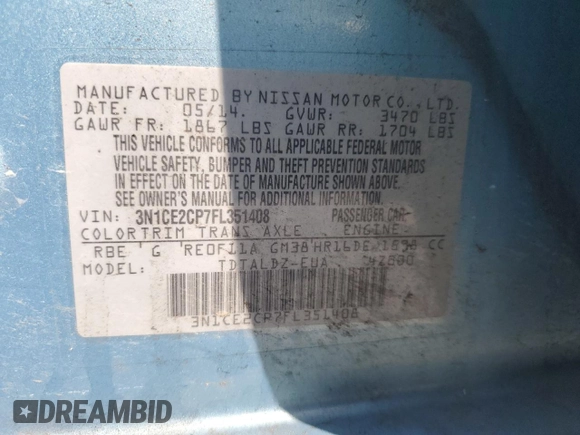 MANUFACTURED BY NISSAN MOTOR CO., LTD.
DATE: 05/14. GVWR: 3470 LBS
GAWR FR: 1867 LBS GAWR RR: 1704 LBS
THIS VEHICLE CONFORMS TO ALL APPLICABLE FEDERAL MOTOR
VEHICLE SAFETY, BUMPER AND THEFT PREVENTION STANDARDS
IN EFFECT ON THE DATE OF MANUFACTURE SHOWN ABOVE.
SEE OWNER'S MANUAL FOR ADDITIONAL INFORMATION.
VIN: 3N1CE2CP7FL351408 PASSENGER CAR
COLOR TRIM TRANS AXLE ENGINE
RBE G RE0F11A GM38 HR16DE 1598 CC
MODEL: TDTALDZ-EUA
3N1CE2CP7FL351408
DREAMBID